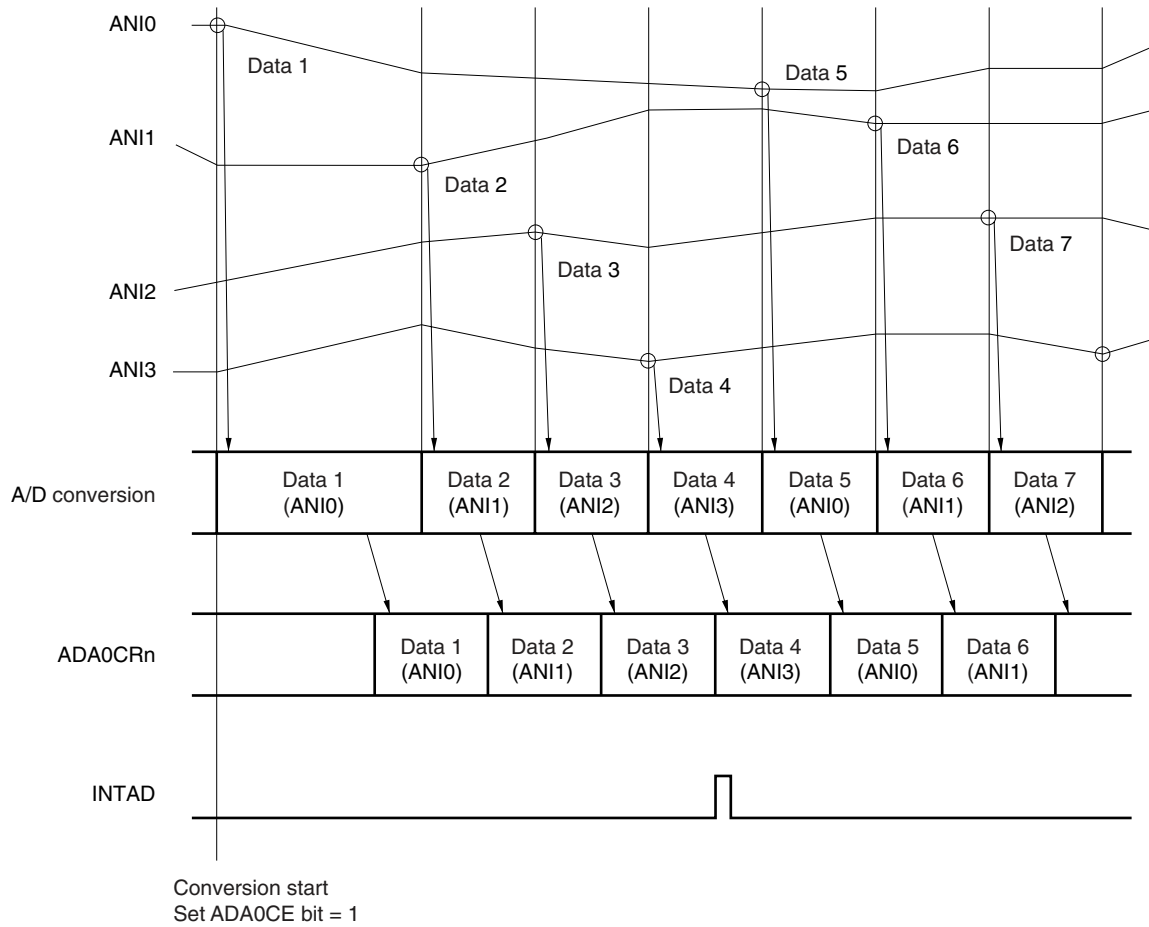 ANI0
Data 1
Data 5
ANI1
Data 6
Data 2
Data 7
Data 3
ANI2
ANI3
Data 4
A/D conversion
Data 1
(ANI0)
Data 2
(ANI1)
Data 3
(ANI2)
Data 4
(ANI3)
Data 5
(ANI0)
Data 6
(ANI1)
Data 7
(ANI2)
ADA0CRn
Data 1
(ANI0)
Data 2
(ANI1)
Data 3
(ANI2)
Data 4
(ANI3)
Data 5
(ANI0)
Data 6
(ANI1)
INTAD
Conversion start
Set ADA0CE bit = 1